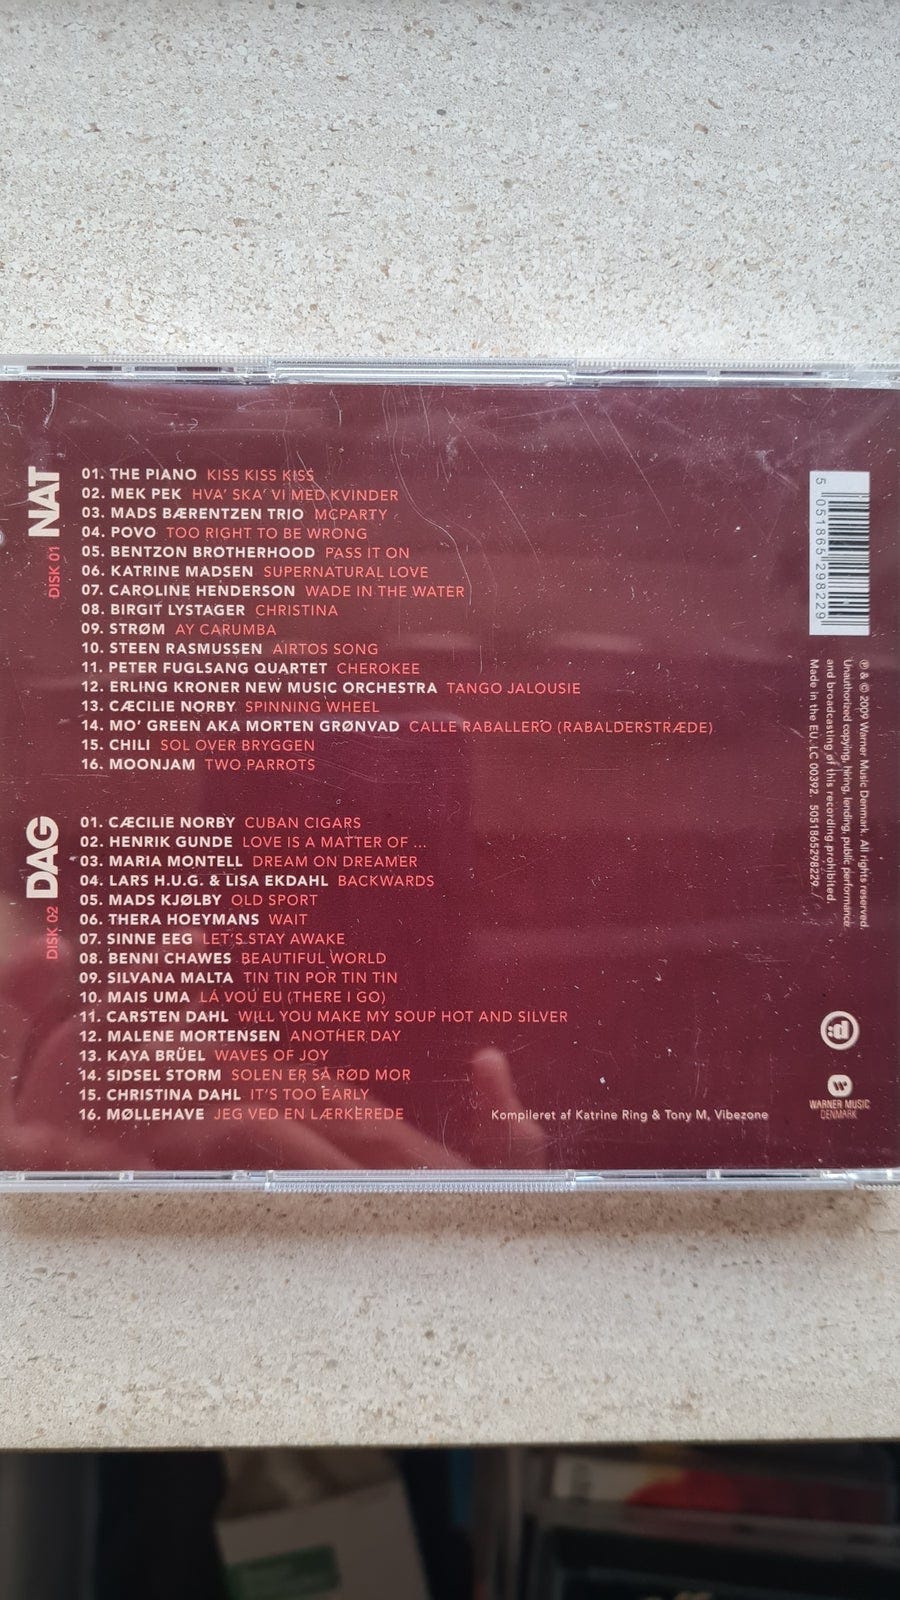 DISK 01 NAT
01. THE PIANO KISS KISS KISS
02. MEK PEK HVA' SKA' VI MED KVINDER
03. MADS BÆRENTZEN TRIO MCPARTY
04. POVO TOO RIGHT TO BE WRONG
05. BENTZON BROTHERHOOD PASS IT ON
06. KATRINE MADSEN SUPERNATURAL LOVE
07. CAROLINE HENDERSON WADE IN THE WATER
08. BIRGIT LYSTAGER CHRISTINA
09. STRØM AY CARUMBA
10. STEEN RASMUSSEN AIRTOS SONG
11. PETER FUGLSANG QUARTET CHEROKEE
12. ERLING KRONER NEW MUSIC ORCHESTRA TANGO JALOUSIE
13. CÆCILIE NORBY SPINNING WHEEL
14. MO' GREEN AKA MORTEN GRØNVAD CALLE RABALLERO (RABALDERSTRÆDE)
15. CHILI SOL OVER BRYGGEN
16. MOONJAM TWO PARROTS
DISK 02 DAG
01. CÆCILIE NORBY CUBAN CIGARS
02. HENRIK GUNDE LOVE IS A MATTER OF ...
03. MARIA MONTELL DREAM ON DREAMER
04. LARS H.U.G. & LISA EKDAHL BACKWARDS
05. MADS KJØLBY OLD SPORT
06. THERA HOEYMANS WAIT
07. SINNE EEG LET'S STAY AWAKE
08. BENNI CHAWES BEAUTIFUL WORLD
09. SILVANA MALTA TIN TIN POR TIN TIN
10. MAIS UMA LÁ VOU EU (THERE I GO)
11. CARSTEN DAHL WILL YOU MAKE MY SOUP HOT AND SILVER
12. MALENE MORTENSEN ANOTHER DAY
13. KAYA BRÜEL WAVES OF JOY
14. SIDSEL STORM SOLEN ER SÅ RØD MOR
15. CHRISTINA DAHL IT'S TOO EARLY
16. MØLLEHAVE JEG VED EN LÆRKEREDE
Kompileret af Katrine Ring & Tony M, Vibezone
5 051865 298229
℗ & © 2009 Warner Music Denmark. All rights reserved.
Unauthorized copying, hiring, lending, public performance
and broadcasting of this recording prohibited.
Made in the EU. LC 00392. 5051865298229.
:d
WARNER MUSIC
DENMARK